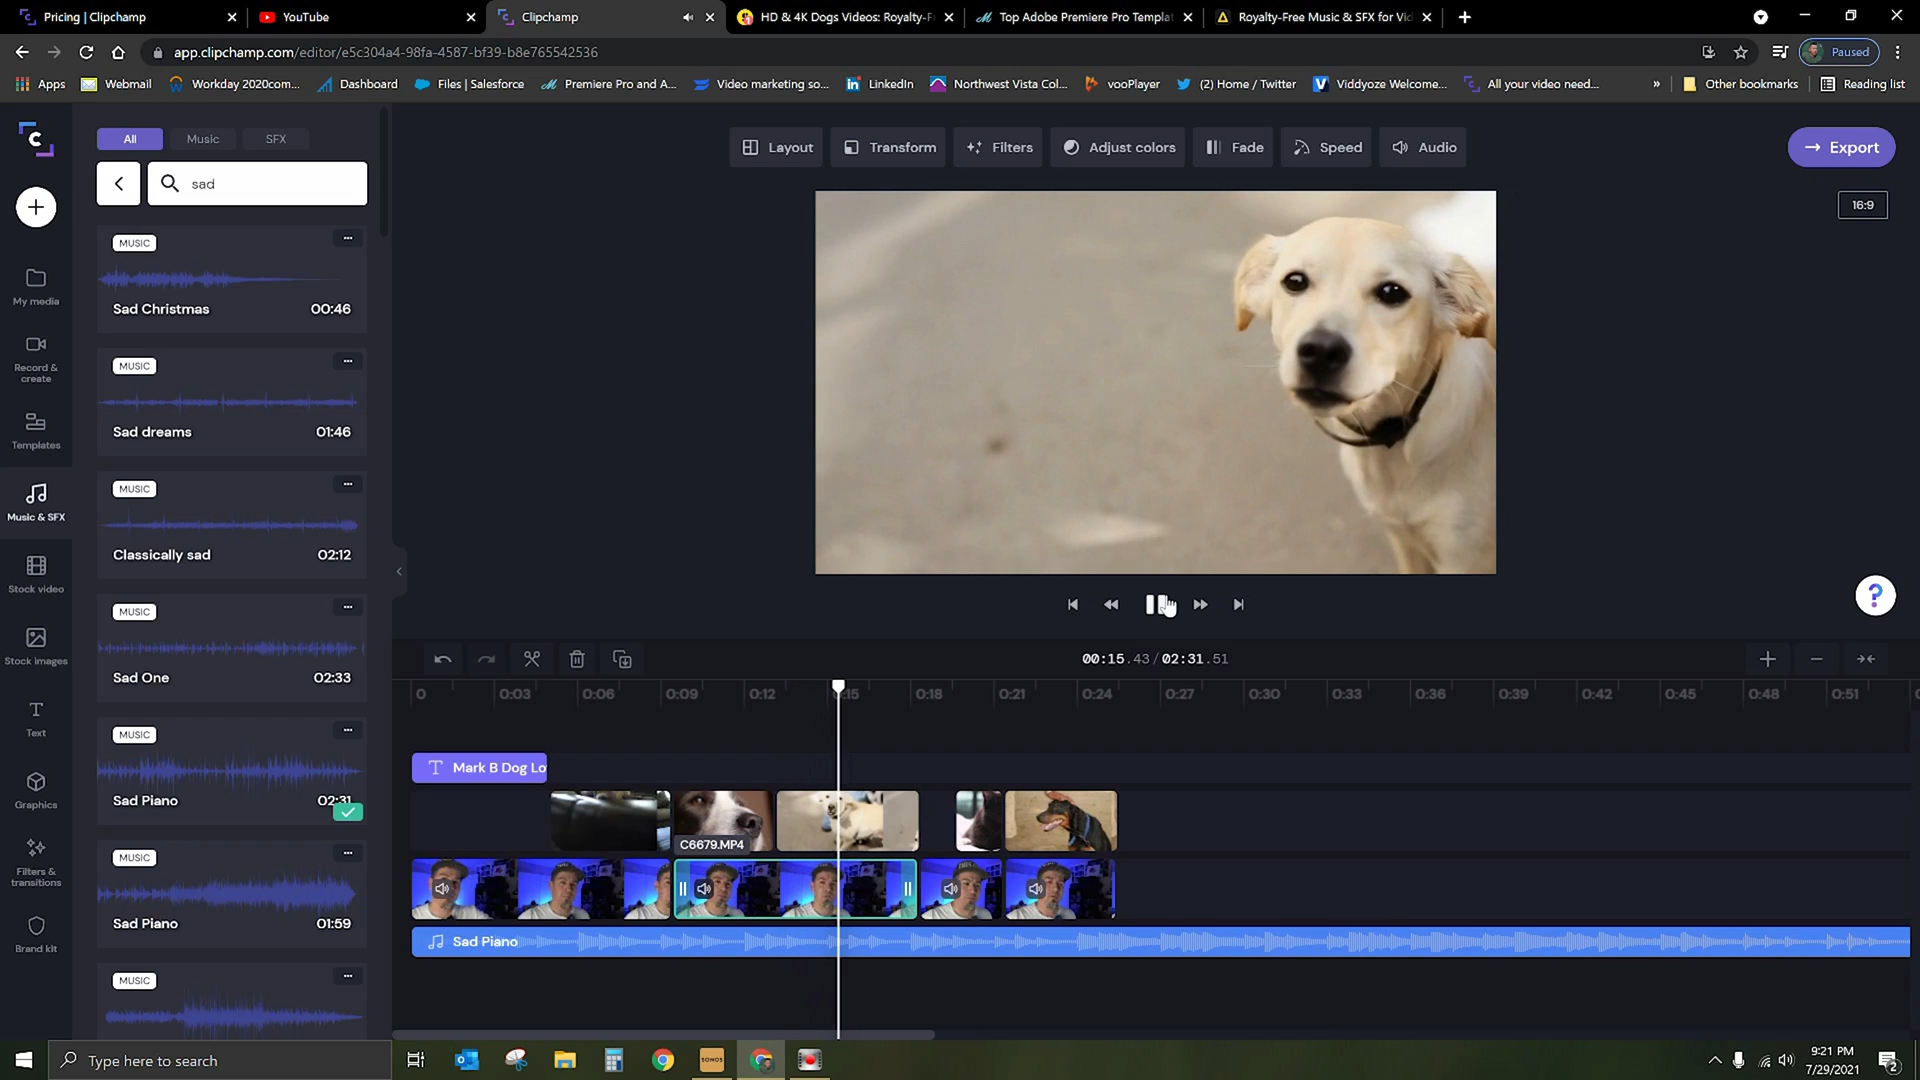 Pricing | Clipchamp
YouTube
Clipchamp
HD & 4K Dogs Videos: Royalty-F
Top Adobe Premiere Pro Templat
Royalty-Free Music & SFX for Vid
app.clipchamp.com/editor/e5c304a4-98fa-4587-bf39-b8e765542536
Paused
Apps
Webmail
Workday 2020com...
Dashboard
Files | Salesforce
Premiere Pro and A...
Video marketing so...
LinkedIn
Northwest Vista Col...
vooPlayer
(2) Home / Twitter
Viddyoze Welcome...
All your video need...
»
Other bookmarks
Reading list
All
Music
SFX
sad
Layout
Transform
Filters
Adjust colors
Fade
Speed
Audio
Export
16:9
My media
Record &
create
Templates
Music & SFX
Stock video
Stock images
Text
Graphics
Filters &
transitions
Brand kit
MUSIC
Sad Christmas 00:46
MUSIC
Sad dreams 01:46
MUSIC
Classically sad 02:12
MUSIC
Sad One 02:33
MUSIC
Sad Piano 02:31
MUSIC
Sad Piano 01:59
MUSIC
?
00:15.43/02:31.51
0 0:03 0:06 0:09 0:12 0:15 0:18 0:21 0:24 0:27 0:30 0:33 0:36 0:39 0:42 0:45 0:48 0:51
T Mark B Dog Lo
C6679.MP4
Sad Piano
Type here to search
SONOS
9:21 PM
7/29/2021
2